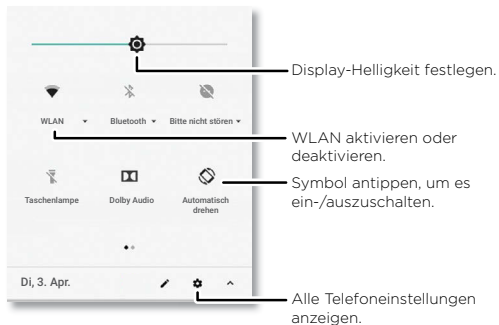 Display-Helligkeit festlegen.
WLAN
Bluetooth
Bitte nicht stören
WLAN aktivieren oder
deaktivieren.
Taschenlampe
Dolby Audio
Automatisch
drehen
Symbol antippen, um es
ein-/auszuschalten.
Di, 3. Apr.
Alle Telefoneinstellungen
anzeigen.